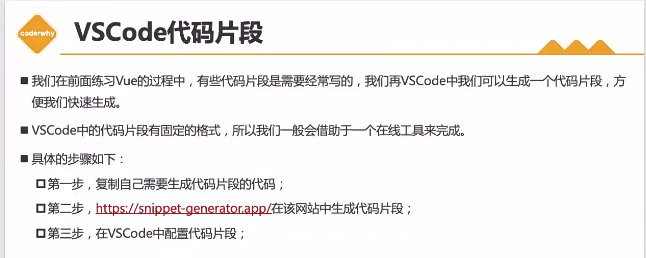 coderwhy
VSCode代码片段
我们在前面练习Vue的过程中，有些代码片段是需要经常写的，我们再VSCode中我们可以生成一个代码片段，方
便我们快速生成。
VSCode中的代码片段有固定的格式，所以我们一般会借助于一个在线工具来完成。
具体的步骤如下：
第一步，复制自己需要生成代码片段的代码；
第二步，https://snippet-generator.app/在该网站中生成代码片段；
第三步，在VSCode中配置代码片段；